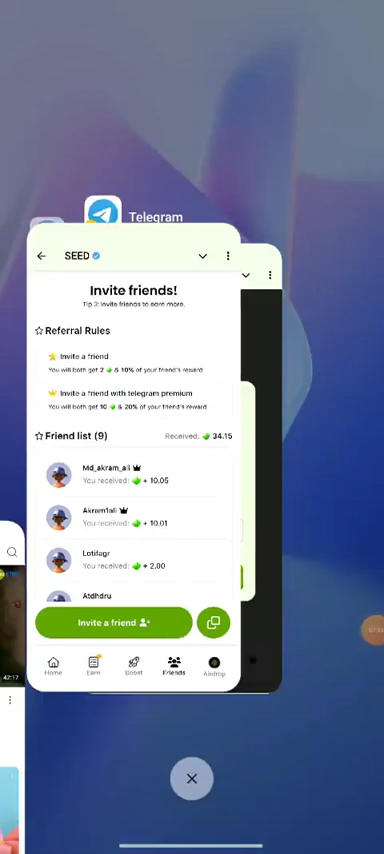 Telegram
SEED
Invite friends!
Tip 3: Invite friends to earn more.
Referral Rules
Invite a friend
You will both get 2 & 10% of your friend's reward
Invite a friend with telegram premium
You will both get 10 & 20% of your friend's reward
Friend list (9)
Received: 34.15
Md_akram_ali
You received: + 10.05
Akram1ali
You received: + 10.01
Lotifagr
You received: + 2.00
Atdhdru
Invite a friend
Home
Earn
Boost
Friends
Airdrop
42:17